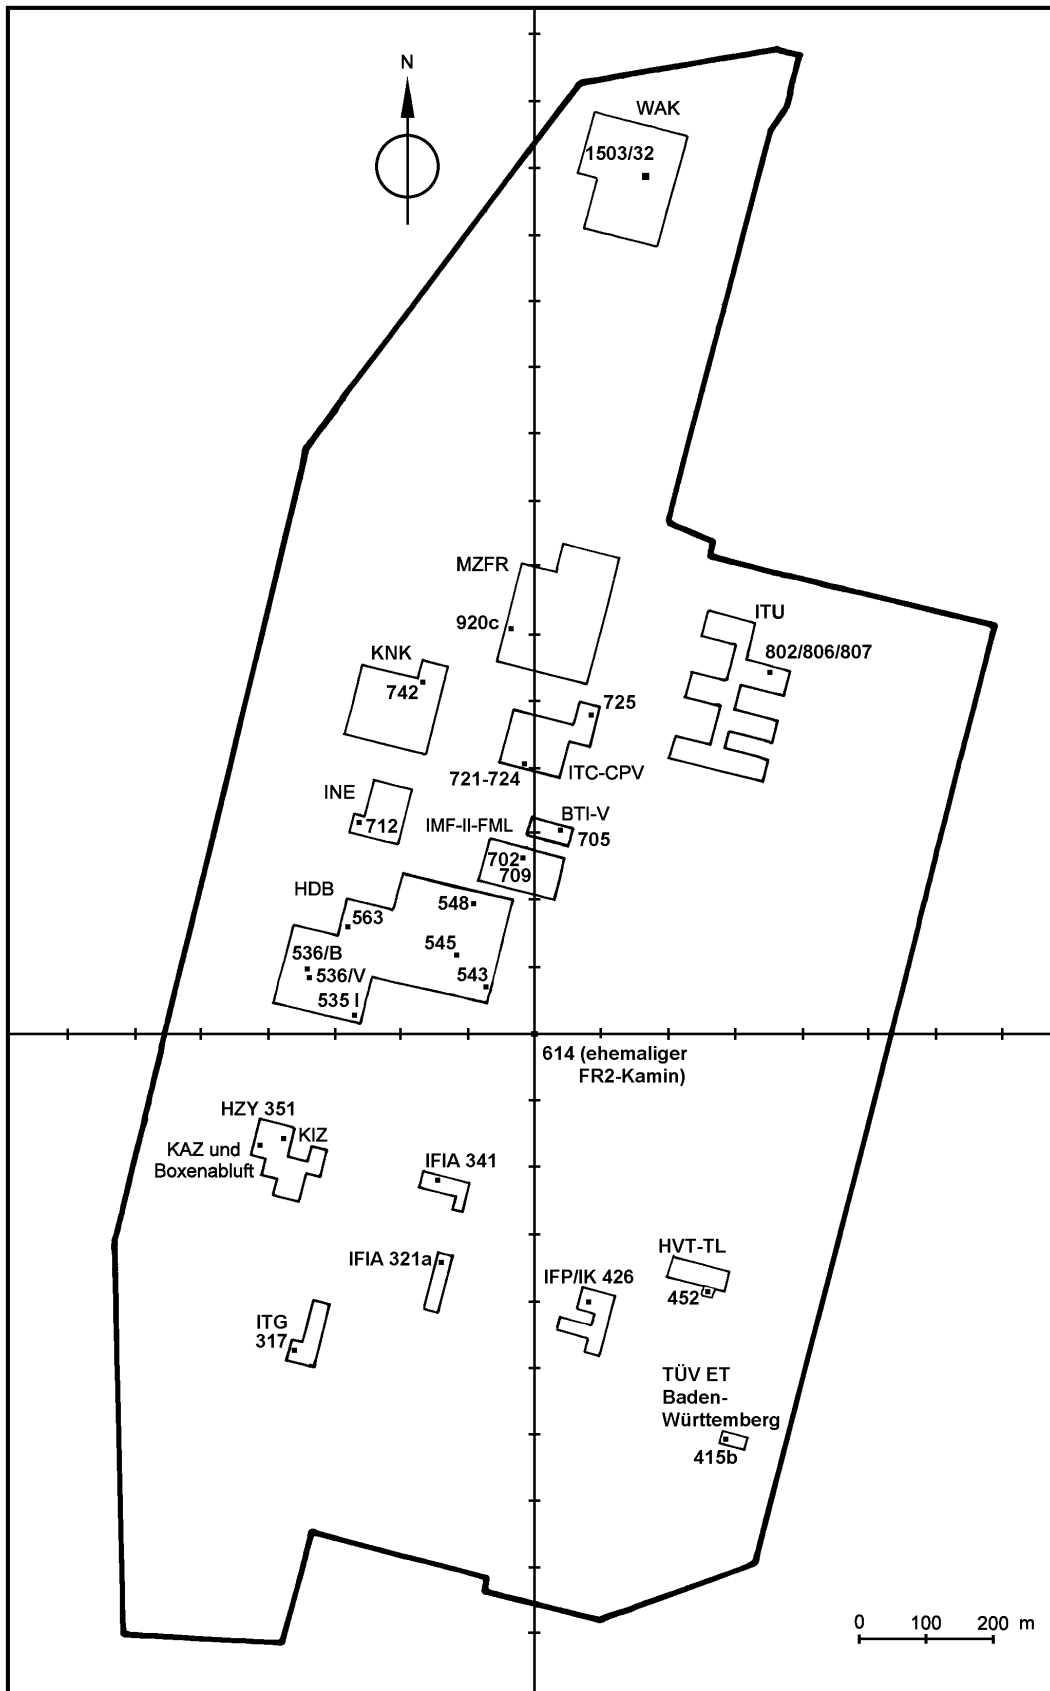 N
WAK
1503/32
MZFR
920c
ITU
802/806/807
KNK
742
725
721-724
ITC-CPV
INE
712
IMF-II-FML
BTI-V
705
702
709
HDB
548
563
545
536/B
536/V
543
535 I
614 (ehemaliger
FR2-Kamin)
HZY 351
KIZ
KAZ und
Boxenabluft
IFIA 341
IFIA 321a
HVT-TL
452
IFP/IK 426
ITG
317
TÜV ET
Baden-
Württemberg
415b
0 100 200 m